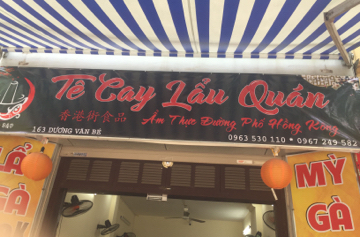 Tê Cay Lẩu Quán
香港街食品 Ẩm Thực Đường Phố Hồng Kong
163 DƯƠNG VĂN BÉ
0963 530 110 * 0967 249 582
MỲ
GÀ
GÀ